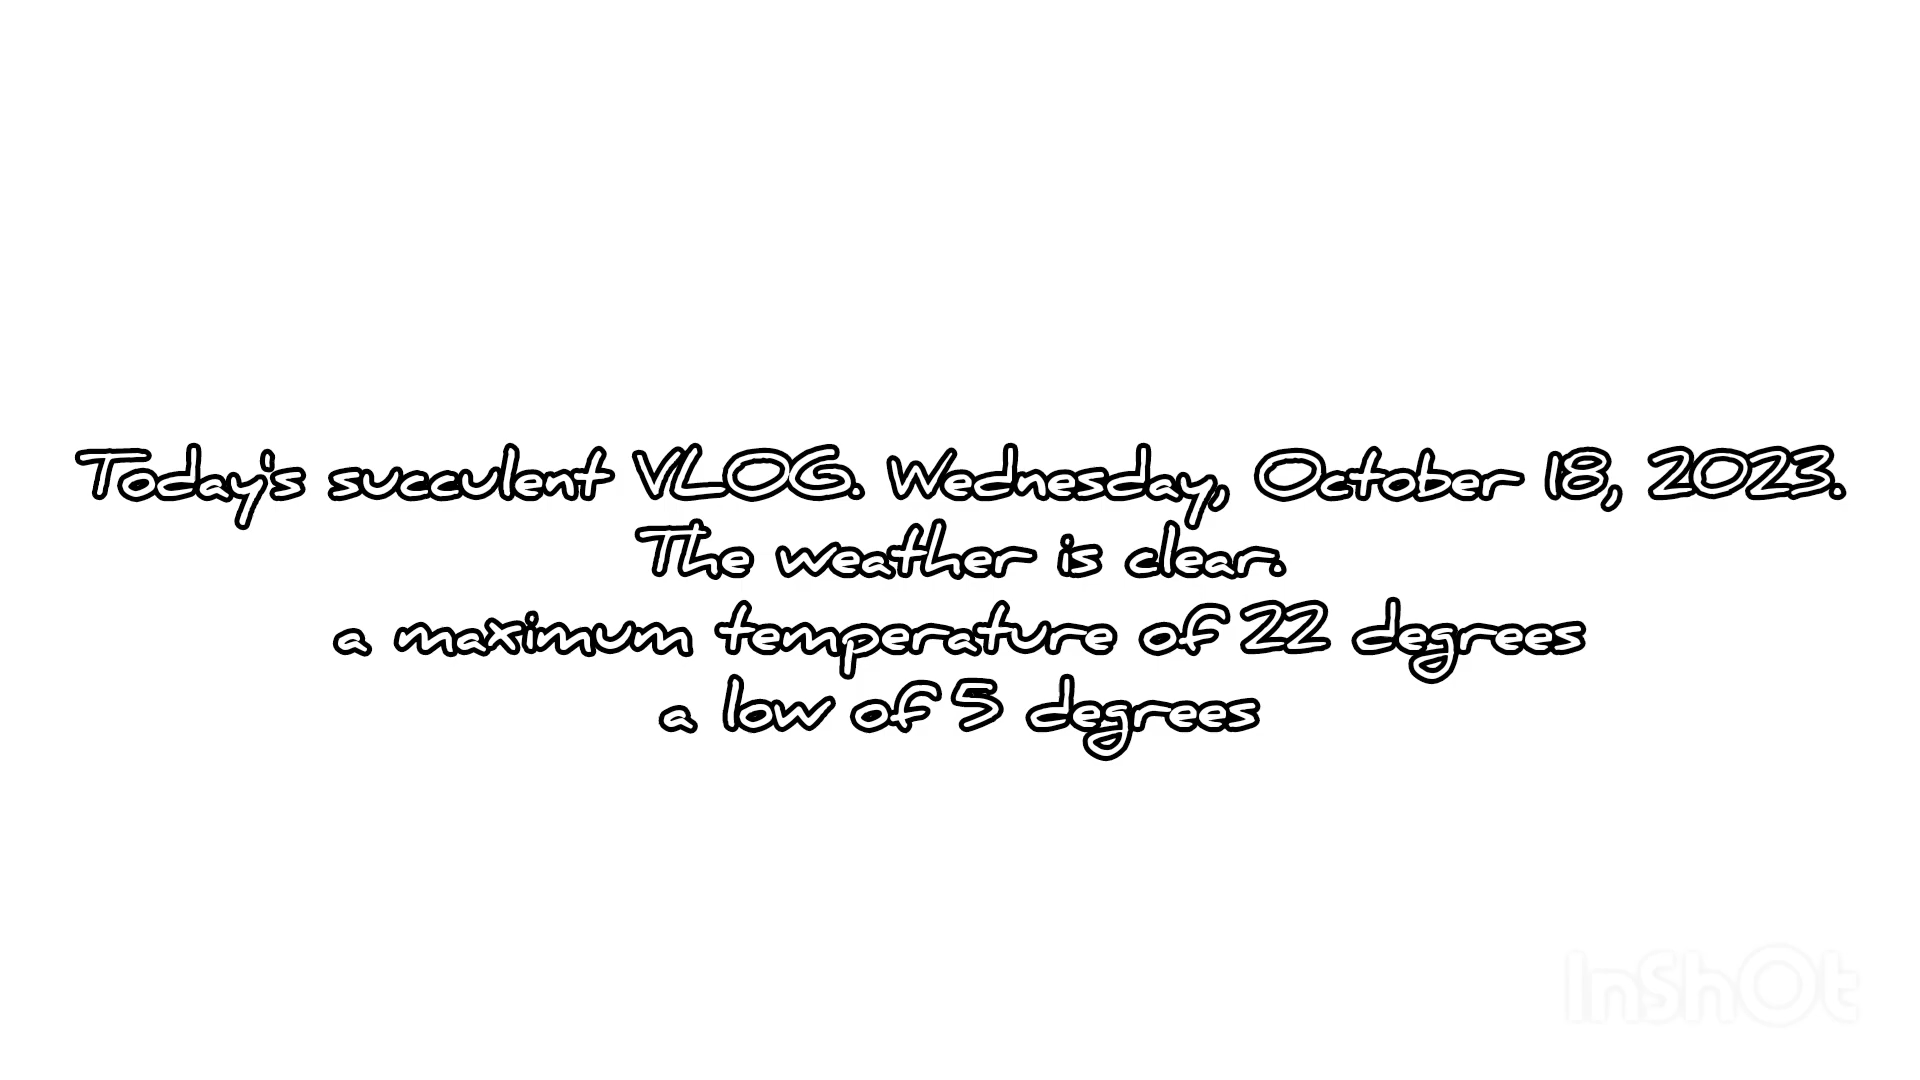 Today's succulent VLOG. Wednesday, October 18, 2023.
The weather is clear.
a maximum temperature of 22 degrees
a low of 5 degrees
InShOt